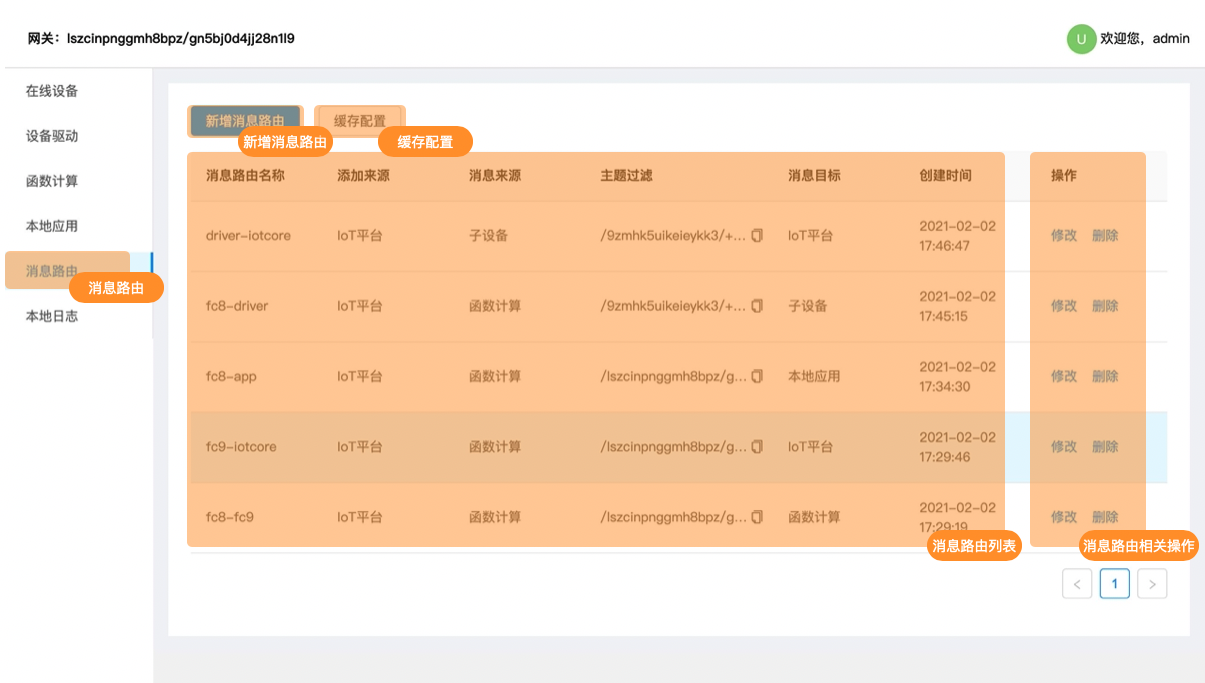 网关：lszcinpnggmh8bpz/gn5bj0d4jj28n1l9
U 欢迎您，admin
在线设备
设备驱动
函数计算
本地应用
消息路由
消息路由
本地日志
新增消息路由 缓存配置
新增消息路由 缓存配置
消息路由名称 添加来源 消息来源 主题过滤 消息目标 创建时间 操作
driver-iotcore IoT平台 子设备 /9zmhk5uikeieykk3/+... IoT平台 2021-02-02 17:46:47 修改 删除
fc8-driver IoT平台 函数计算 /9zmhk5uikeieykk3/+... 子设备 2021-02-02 17:45:15 修改 删除
fc8-app IoT平台 函数计算 /lszcinpnggmh8bpz/g... 本地应用 2021-02-02 17:34:30 修改 删除
fc9-iotcore IoT平台 函数计算 /lszcinpnggmh8bpz/g... IoT平台 2021-02-02 17:29:46 修改 删除
fc8-fc9 IoT平台 函数计算 /lszcinpnggmh8bpz/g... 函数计算 2021-02-02 17:29:19 修改 删除
消息路由列表 消息路由相关操作
< 1 >